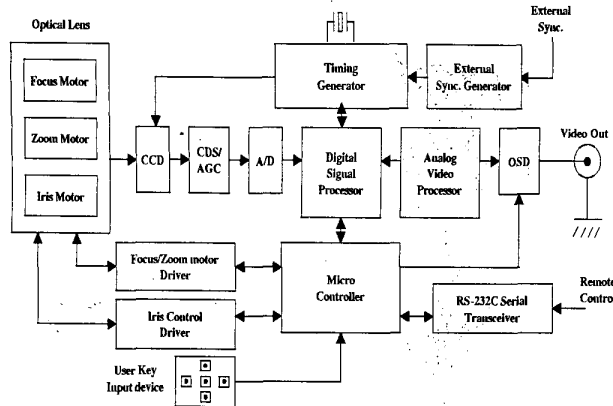 Optical Lens
Focus Motor
Zoom Motor
Iris Motor
External
Sync.
Timing
Generator
External
Sync. Generator
CCD
CDS/
AGC
A/D
Digital
Signal
Processor
Analog
Video
Processor
OSD
Video Out
Focus/Zoom motor
Driver
Iris Control
Driver
Micro
Controller
RS-232C Serial
Transceiver
Remote
Control
User Key
Input device